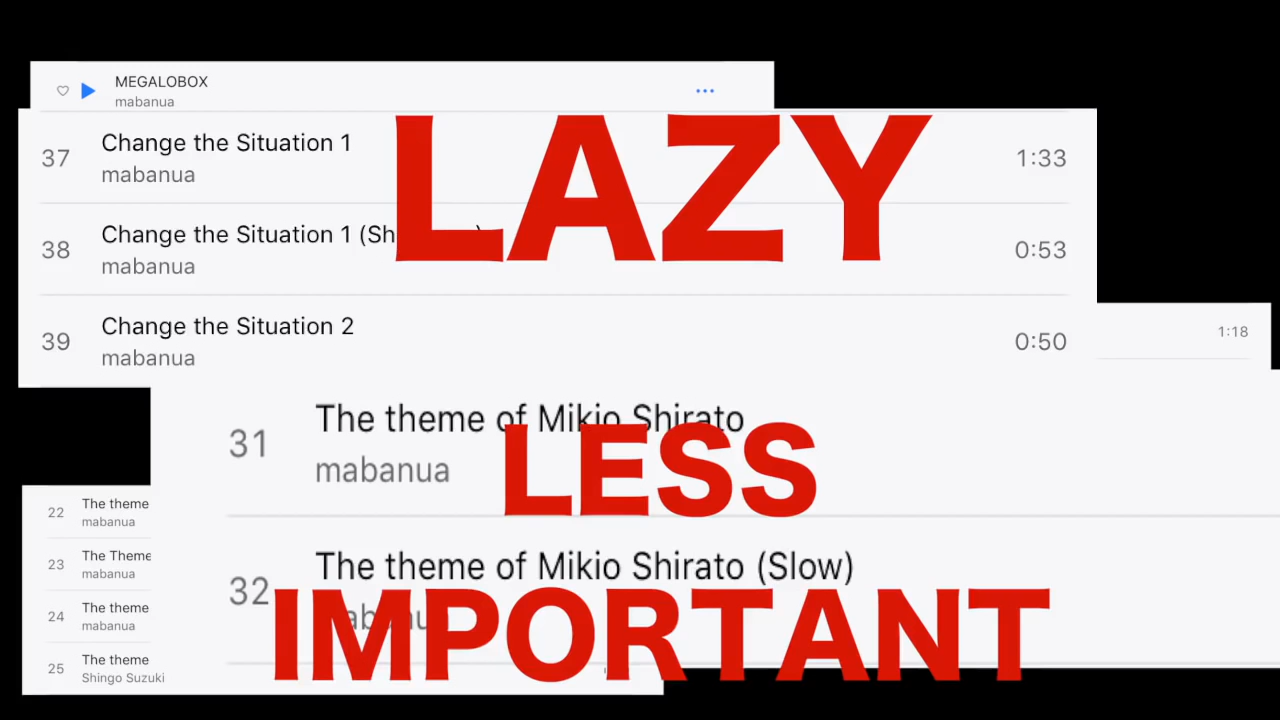 MEGALOBOX
mabanua
37 Change the Situation 1 1:33
mabanua
LAZY
38 Change the Situation 1 0:53
mabanua
39 Change the Situation 2 0:50
mabanua
1:18
31 The theme of Mikio Shirato
mabanua
LESS
22 The theme
mabanua
23 The Theme
mabanua
32 The theme of Mikio Shirato (Slow)
IMPORTANT
24 The theme
mabanua
25 The theme
Shingo Suzuki